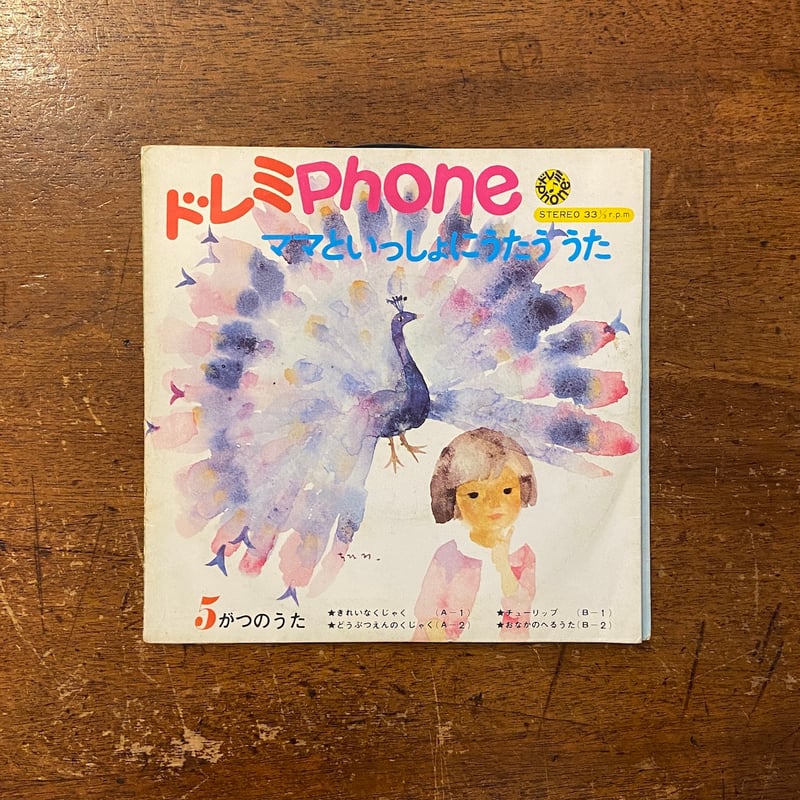 ドレミPhone
ドレミPhone
STEREO 33⅓r.p.m
ママといっしょにうたううた
ちひろ
5がつのうた
★きれいなくじゃく (A－1)
★どうぶつえんのくじゃく(A－2)
★チューリップ (B－1)
★おなかのへるうた(B－2)